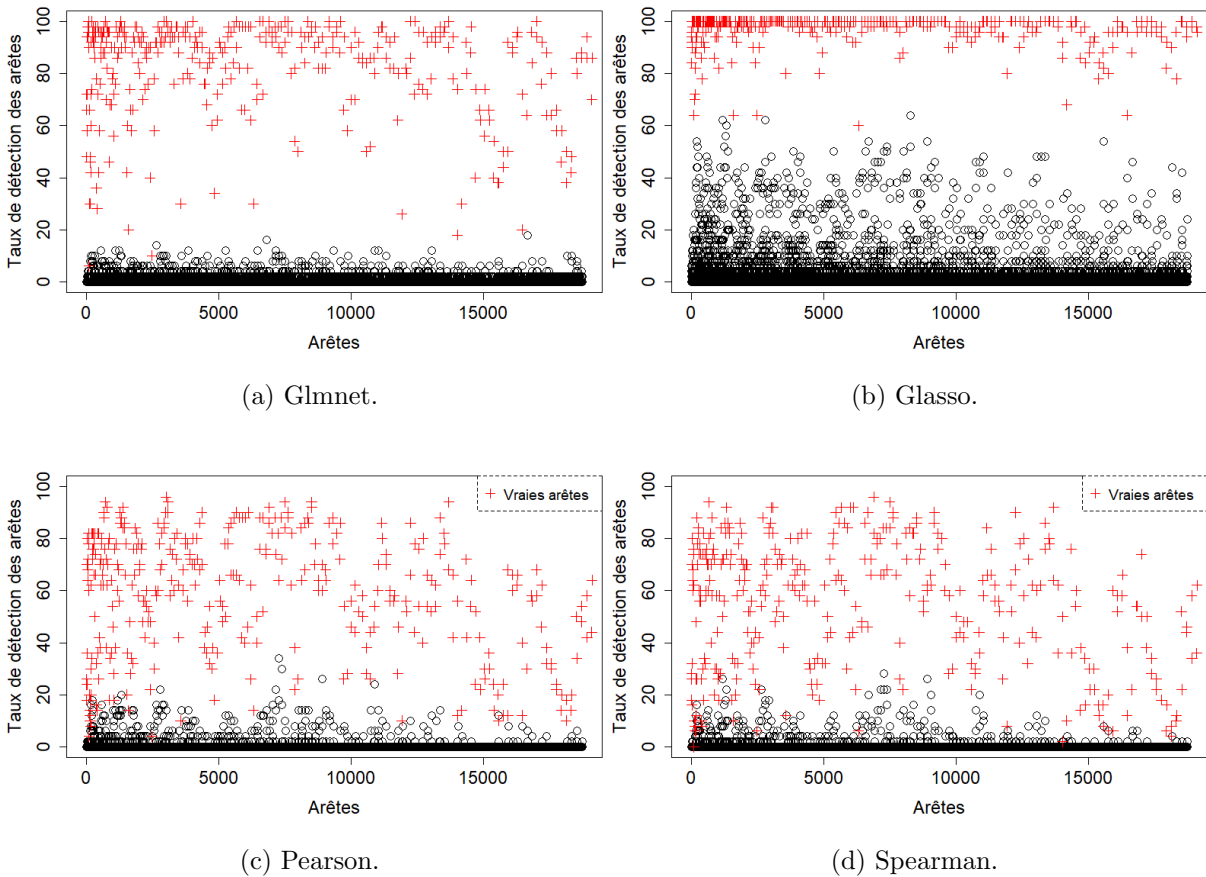 Taux de détection des arêtes
0 20 40 60 80 100
0 5000 10000 15000
Arêtes
(a) Glmnet.
Taux de détection des arêtes
0 20 40 60 80 100
0 5000 10000 15000
Arêtes
(b) Glasso.
Taux de détection des arêtes
0 20 40 60 80 100
Vraies arêtes
0 5000 10000 15000
Arêtes
(c) Pearson.
Taux de détection des arêtes
0 20 40 60 80 100
Vraies arêtes
0 5000 10000 15000
Arêtes
(d) Spearman.